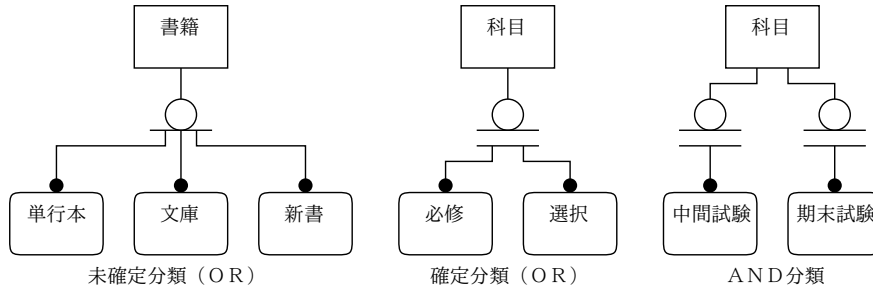 書籍
科目
科目
単行本
文庫
新書
必修
選択
中間試験
期末試験
未確定分類（ＯＲ）
確定分類（ＯＲ）
ＡＮＤ分類